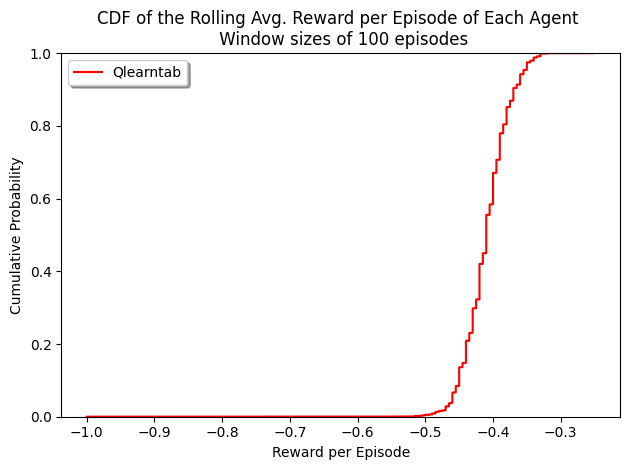 CDF of the Rolling Avg. Reward per Episode of Each Agent
Window sizes of 100 episodes
Qlearntab
Cumulative Probability
1.0
0.8
0.6
0.4
0.2
0.0
−1.0 −0.9 −0.8 −0.7 −0.6 −0.5 −0.4 −0.3
Reward per Episode